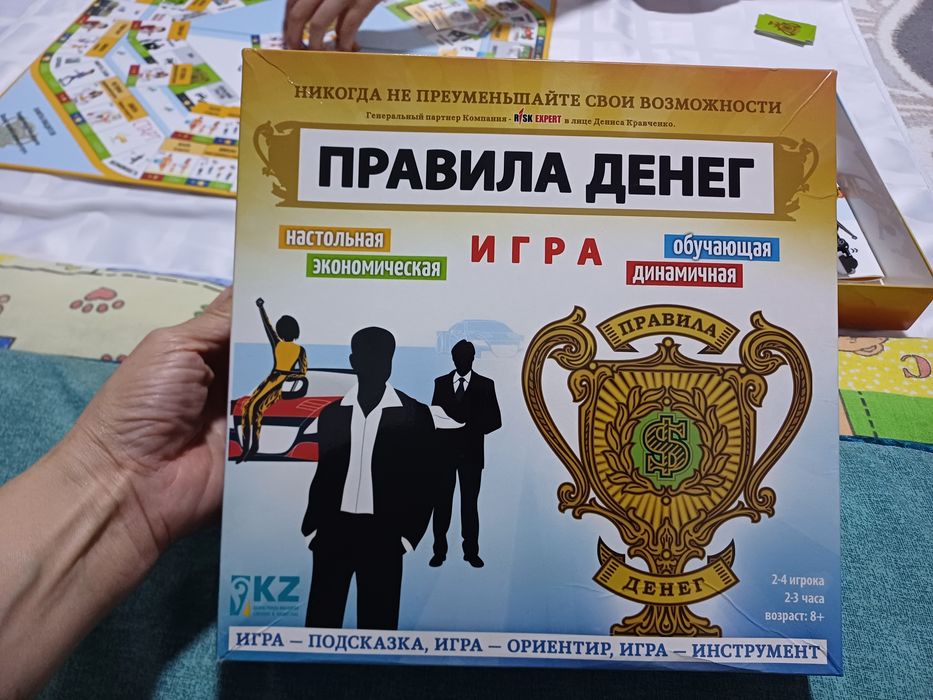 НИКОГДА НЕ ПРЕУМЕНЬШАЙТЕ СВОИ ВОЗМОЖНОСТИ
Генеральный партнер Компания - RISK EXPERT в лице Дениса Кравченко.
ПРАВИЛА ДЕНЕГ
настольная
экономическая
ИГРА
обучающая
динамичная
ПРАВИЛА
$
ДЕНЕГ
KZ
2-4 игрока
2-3 часа
возраст: 8+
ИГРА — ПОДСКАЗКА, ИГРА — ОРИЕНТИР, ИГРА — ИНСТРУМЕНТ